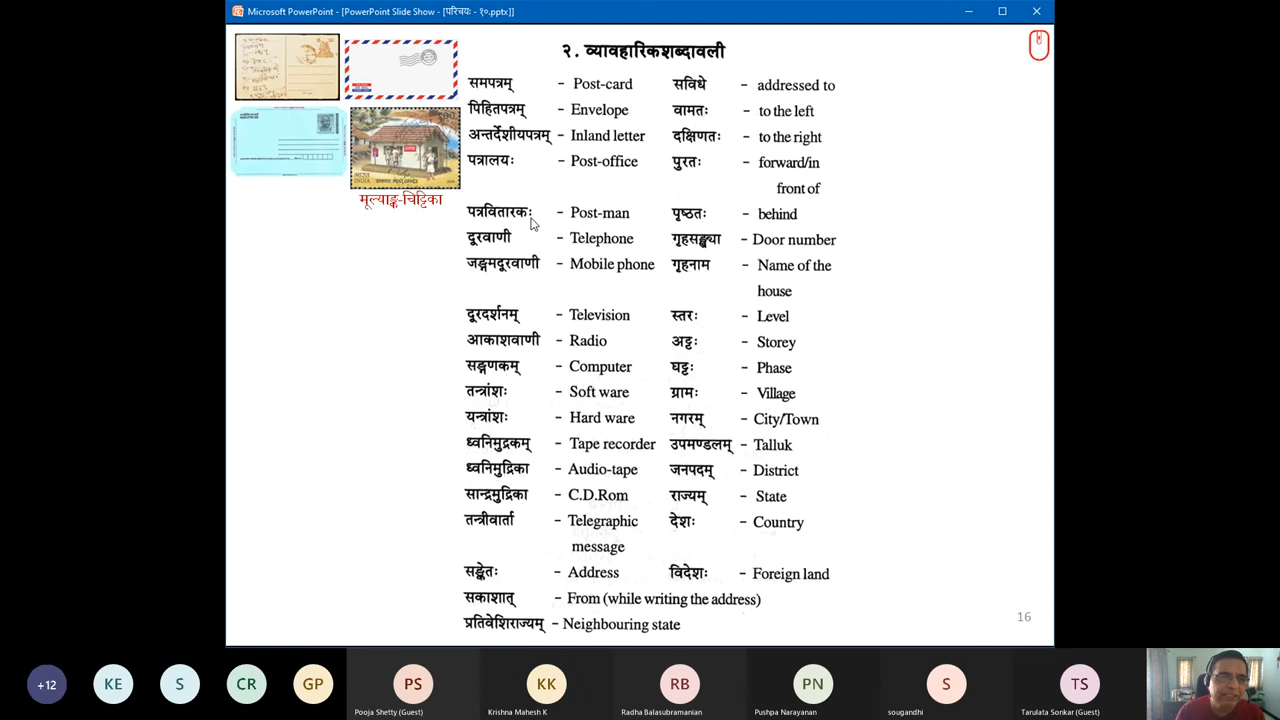 Microsoft PowerPoint - [PowerPoint Slide Show - [परिचयः - १०.pptx]]
२. व्यावहारिकशब्दावली
समपत्रम् – Post-card सविधे – addressed to
पिहितपत्रम् – Envelope वामतः – to the left
अन्तर्देशीयपत्रम् – Inland letter दक्षिणतः – to the right
पत्रालयः – Post-office पुरतः – forward/in
front of
मूल्याङ्क-चिट्टिका
पत्रवितारकः – Post-man पृष्ठतः – behind
दूरवाणी – Telephone गृहसङ्ख्या – Door number
जङ्गमदूरवाणी – Mobile phone गृहनाम – Name of the
house
दूरदर्शनम् – Television स्तरः – Level
आकाशवाणी – Radio अट्टः – Storey
सङ्गणकम् – Computer घट्टः – Phase
तन्त्रांशः – Soft ware ग्रामः – Village
यन्त्रांशः – Hard ware नगरम् – City/Town
ध्वनिमुद्रकम् – Tape recorder उपमण्डलम् – Talluk
ध्वनिमुद्रिका – Audio-tape जनपदम् – District
सान्द्रमुद्रिका – C.D.Rom राज्यम् – State
तन्त्रीवार्ता – Telegraphic देशः – Country
message
सङ्केतः – Address विदेशः – Foreign land
सकाशात् – From (while writing the address)
प्रतिवेशिराज्यम् – Neighbouring state
16
भारत
INDIA
+12 KE S CR GP PS KK RB PN S TS
Pooja Shetty (Guest) Krishna Mahesh K Radha Balasubramanian Pushpa Narayanan sougandhi Tarulata Sonkar (Guest)